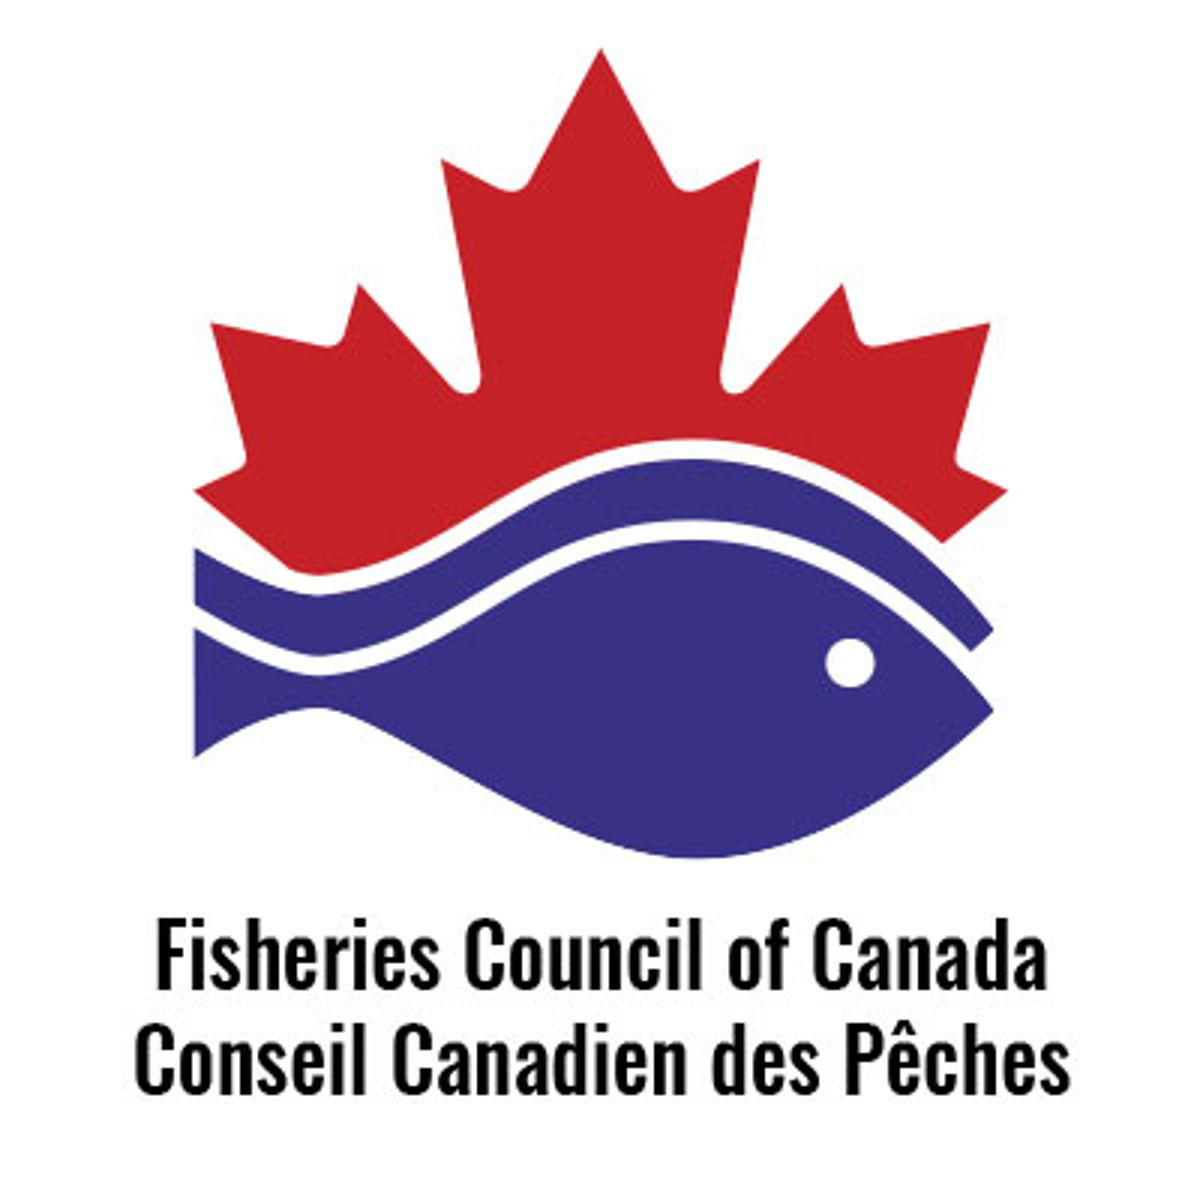 Fisheries Council of Canada
Conseil Canadien des Pêches